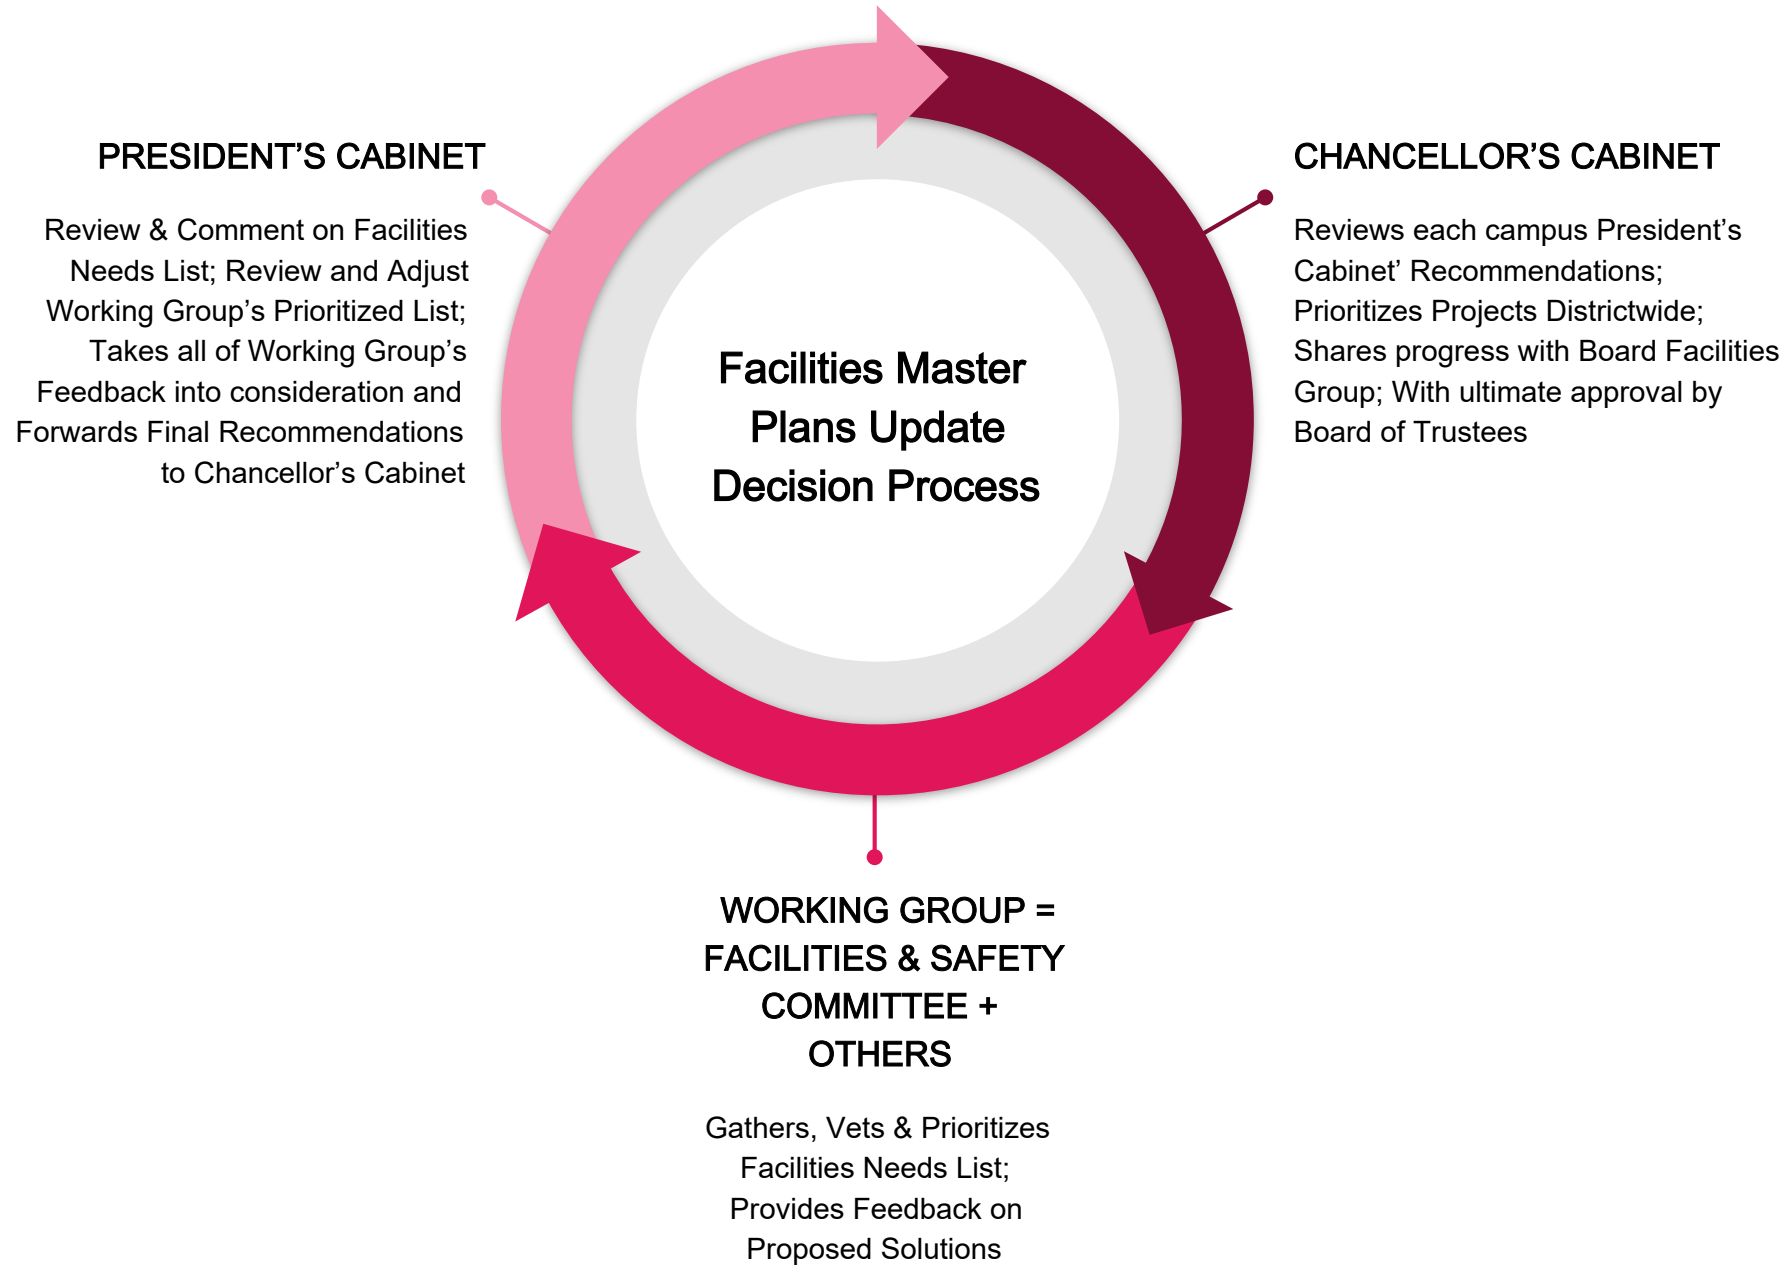 PRESIDENT’S CABINET
Review & Comment on Facilities
Needs List; Review and Adjust
Working Group’s Prioritized List;
Takes all of Working Group’s
Feedback into consideration and
Forwards Final Recommendations
to Chancellor’s Cabinet
Facilities Master
Plans Update
Decision Process
CHANCELLOR’S CABINET
Reviews each campus President’s
Cabinet’ Recommendations;
Prioritizes Projects Districtwide;
Shares progress with Board Facilities
Group; With ultimate approval by
Board of Trustees
WORKING GROUP =
FACILITIES & SAFETY
COMMITTEE +
OTHERS
Gathers, Vets & Prioritizes
Facilities Needs List;
Provides Feedback on
Proposed Solutions